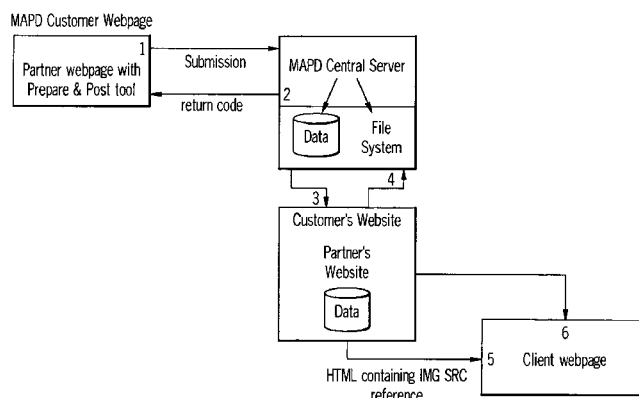 MAPD Customer Webpage
1
Partner webpage with
Prepare & Post tool
Submission
return code
MAPD Central Server
2
Data
File
System
3
4
Customer's Website
Partner's
Website
Data
6
5
Client webpage
HTML containing IMG SRC
reference